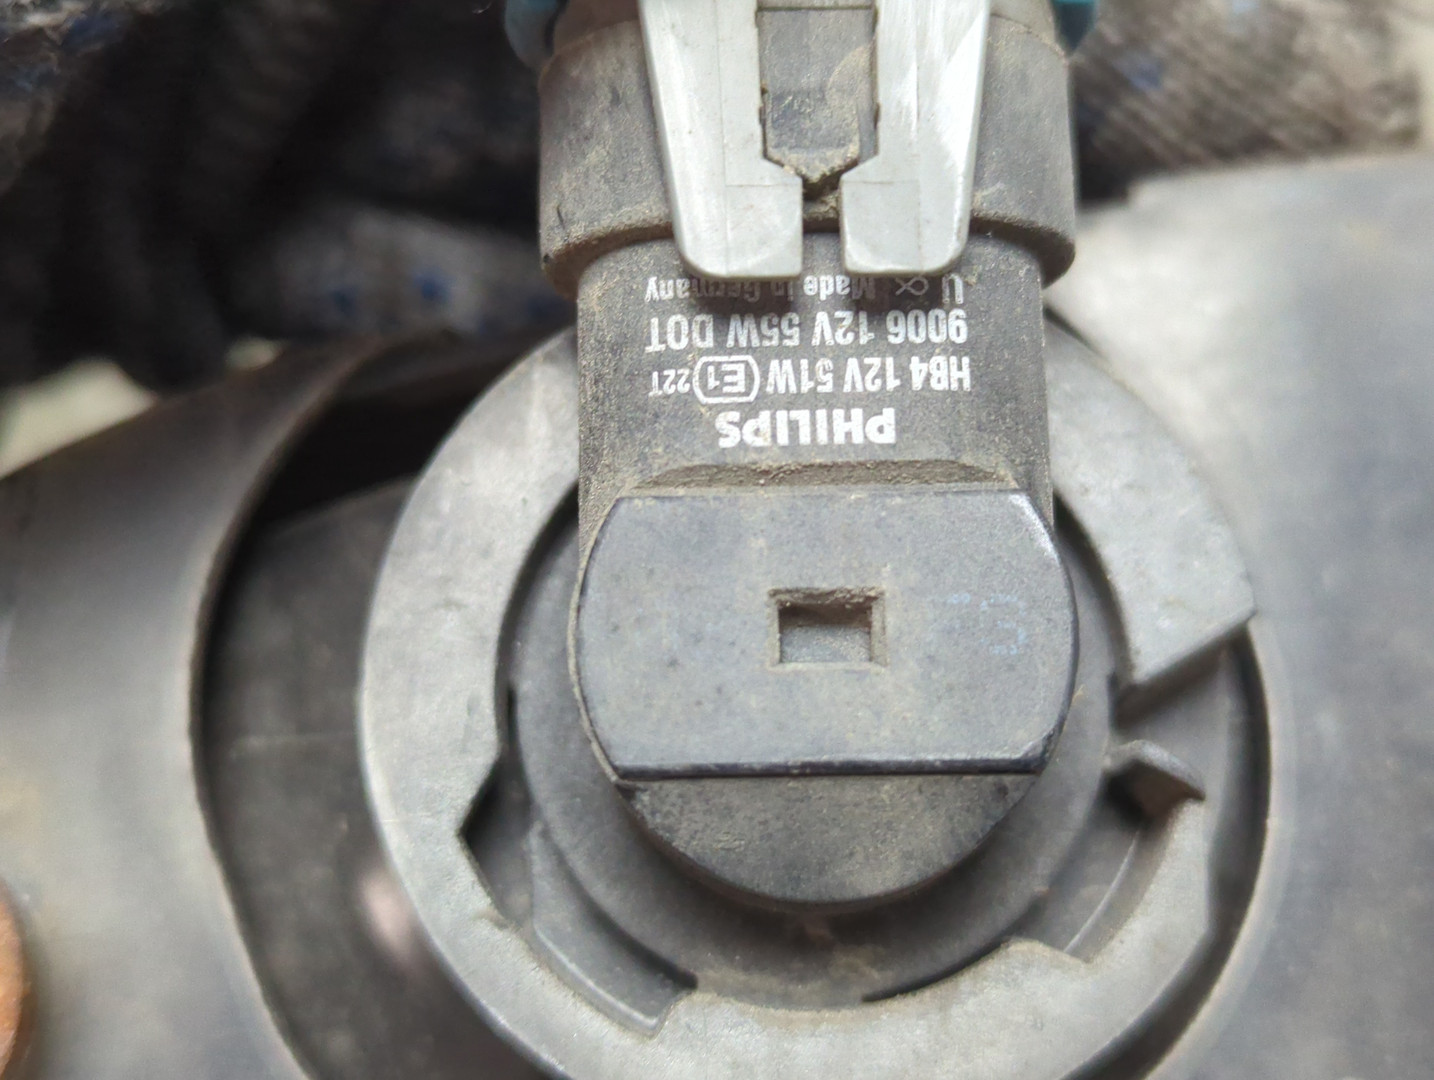 PHILIPS
HB4 12V 51W E1 22T
9006 12V 55W DOT
U ∝ Made in Germany